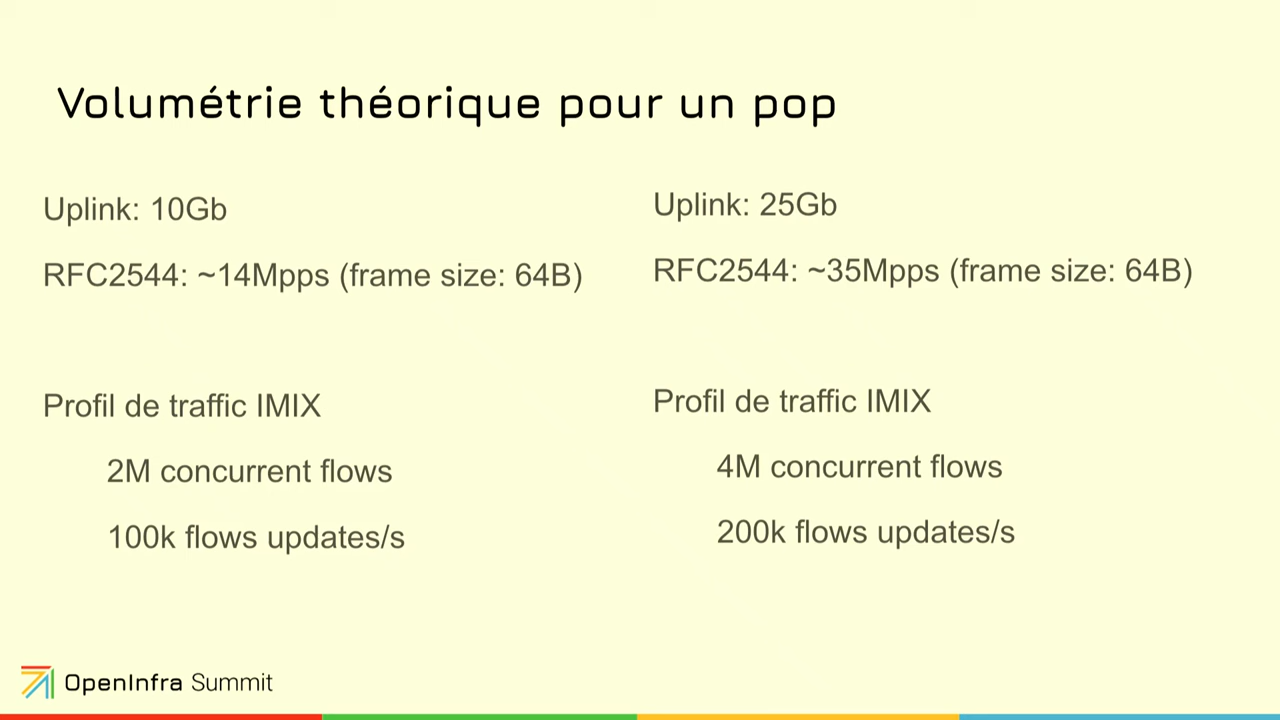 Volumétrie théorique pour un pop
Uplink: 10Gb
RFC2544: ~14Mpps (frame size: 64B)
Profil de traffic IMIX
2M concurrent flows
100k flows updates/s
Uplink: 25Gb
RFC2544: ~35Mpps (frame size: 64B)
Profil de traffic IMIX
4M concurrent flows
200k flows updates/s
OpenInfra Summit